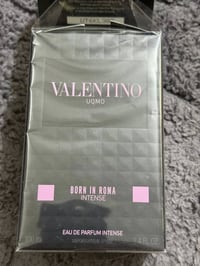 VALENTINO
UOMO
BORN IN ROMA
INTENSE
EAU DE PARFUM INTENSE